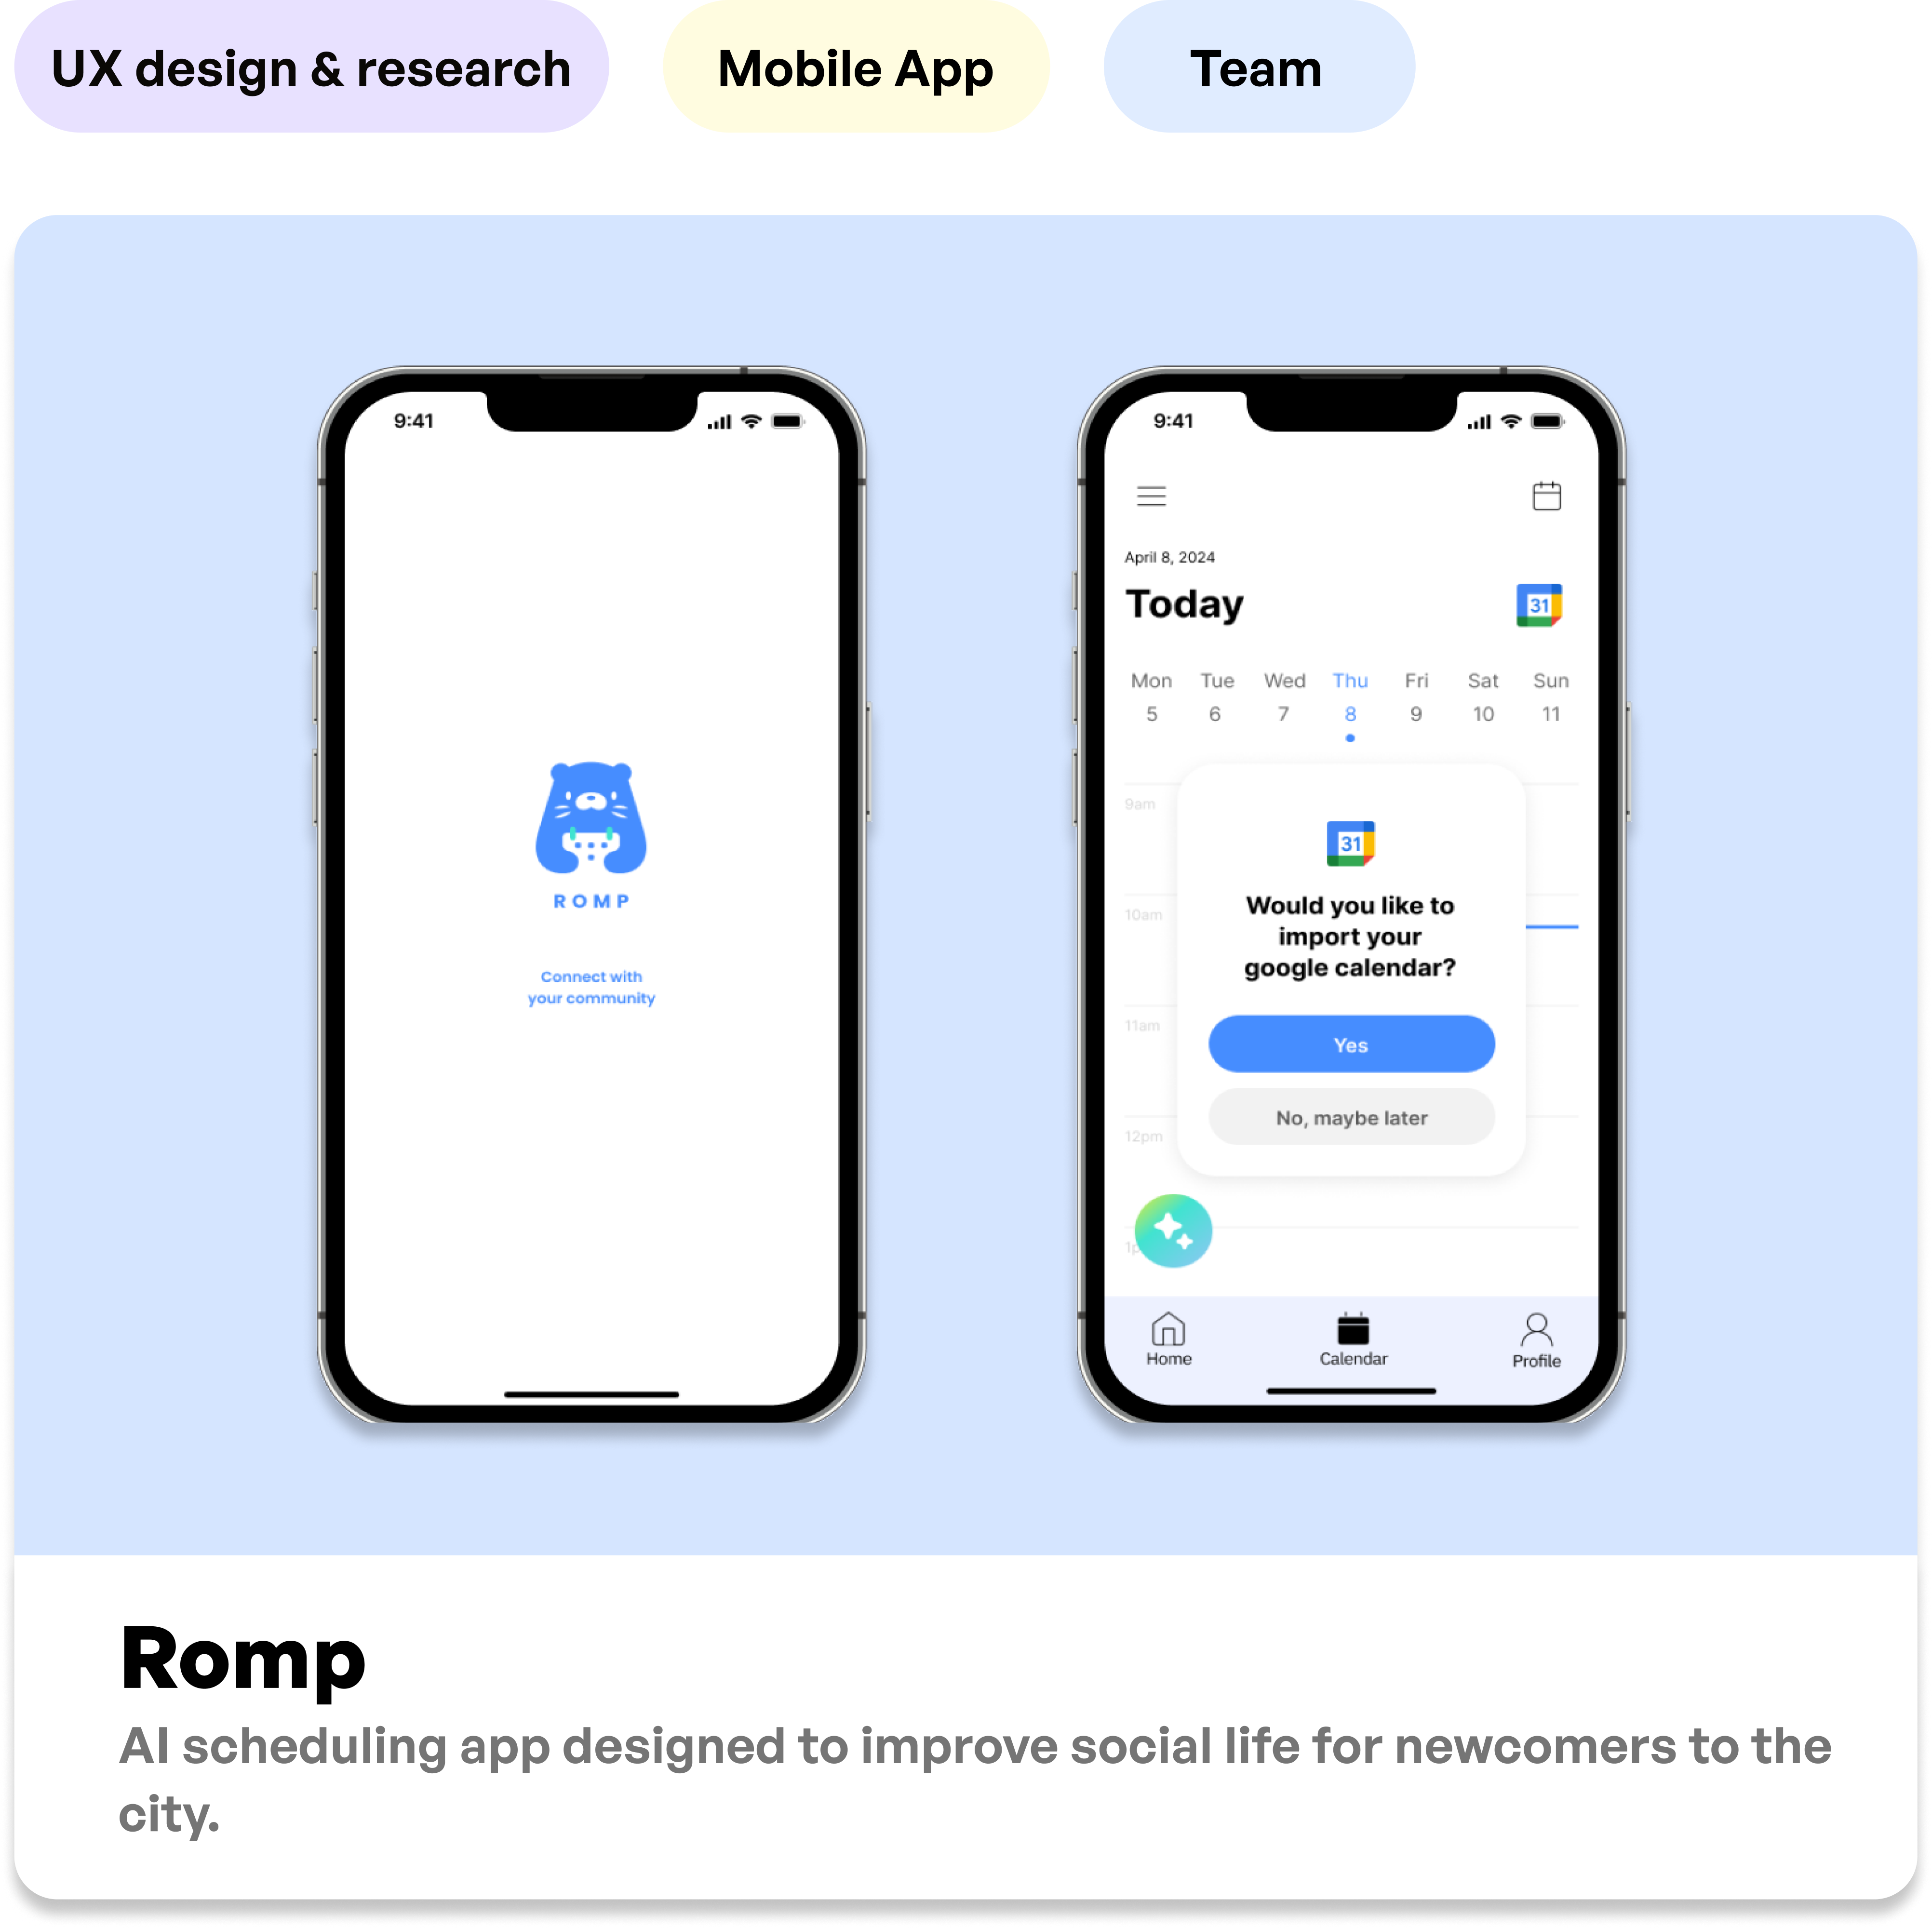 UX design & research
Mobile App
Team
9:41
ROMP
Connect with
your community
9:41
April 8, 2024
Today
31
Mon Tue Wed Thu Fri Sat Sun
5 6 7 8 9 10 11
9am
31
Would you like to
import your
google calendar?
10am
11am
Yes
No, maybe later
12pm
1p
Home
Calendar
Profile
Romp
AI scheduling app designed to improve social life for newcomers to the
city.